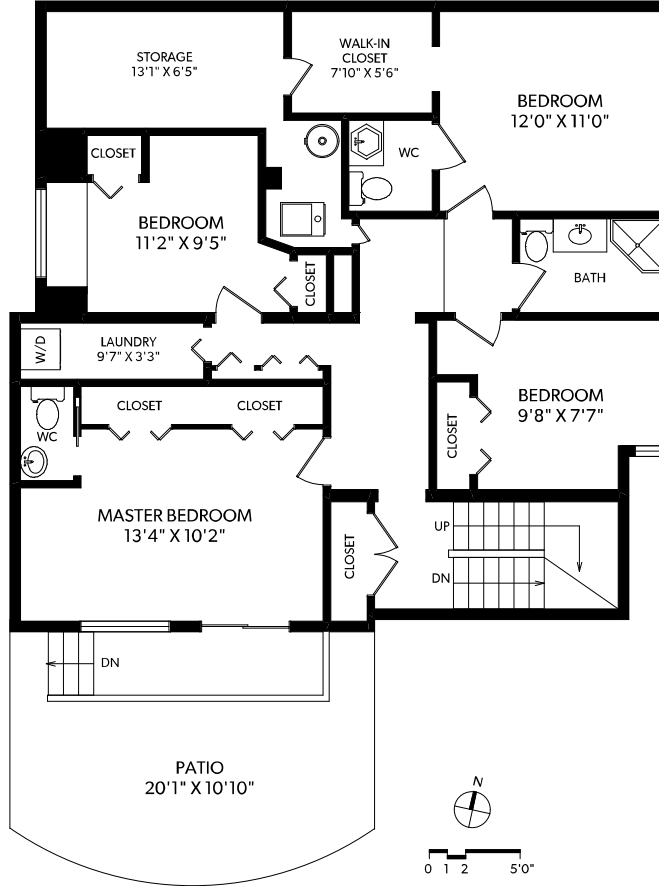 STORAGE
13'1" X 6'5"
WALK-IN
CLOSET
7'10" X 5'6"
BEDROOM
12'0" X 11'0"
CLOSET
WC
BEDROOM
11'2" X 9'5"
CLOSET
BATH
W/D
LAUNDRY
9'7" X 3'3"
CLOSET
CLOSET
WC
BEDROOM
9'8" X 7'7"
CLOSET
MASTER BEDROOM
13'4" X 10'2"
CLOSET
UP
DN
DN
PATIO
20'1" X 10'10"
N
0 1 2 5'0"